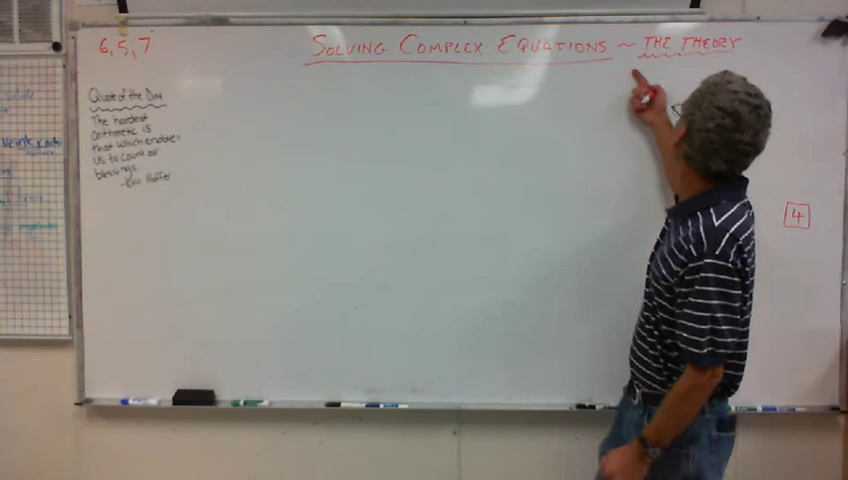 6, 5, 7
SOLVING COMPLEX EQUATIONS ~ THE THEORY
Quote of the Day
The hardest
arithmetic is
that which enables
us to count our
blessings.
-Eric Hoffer
4